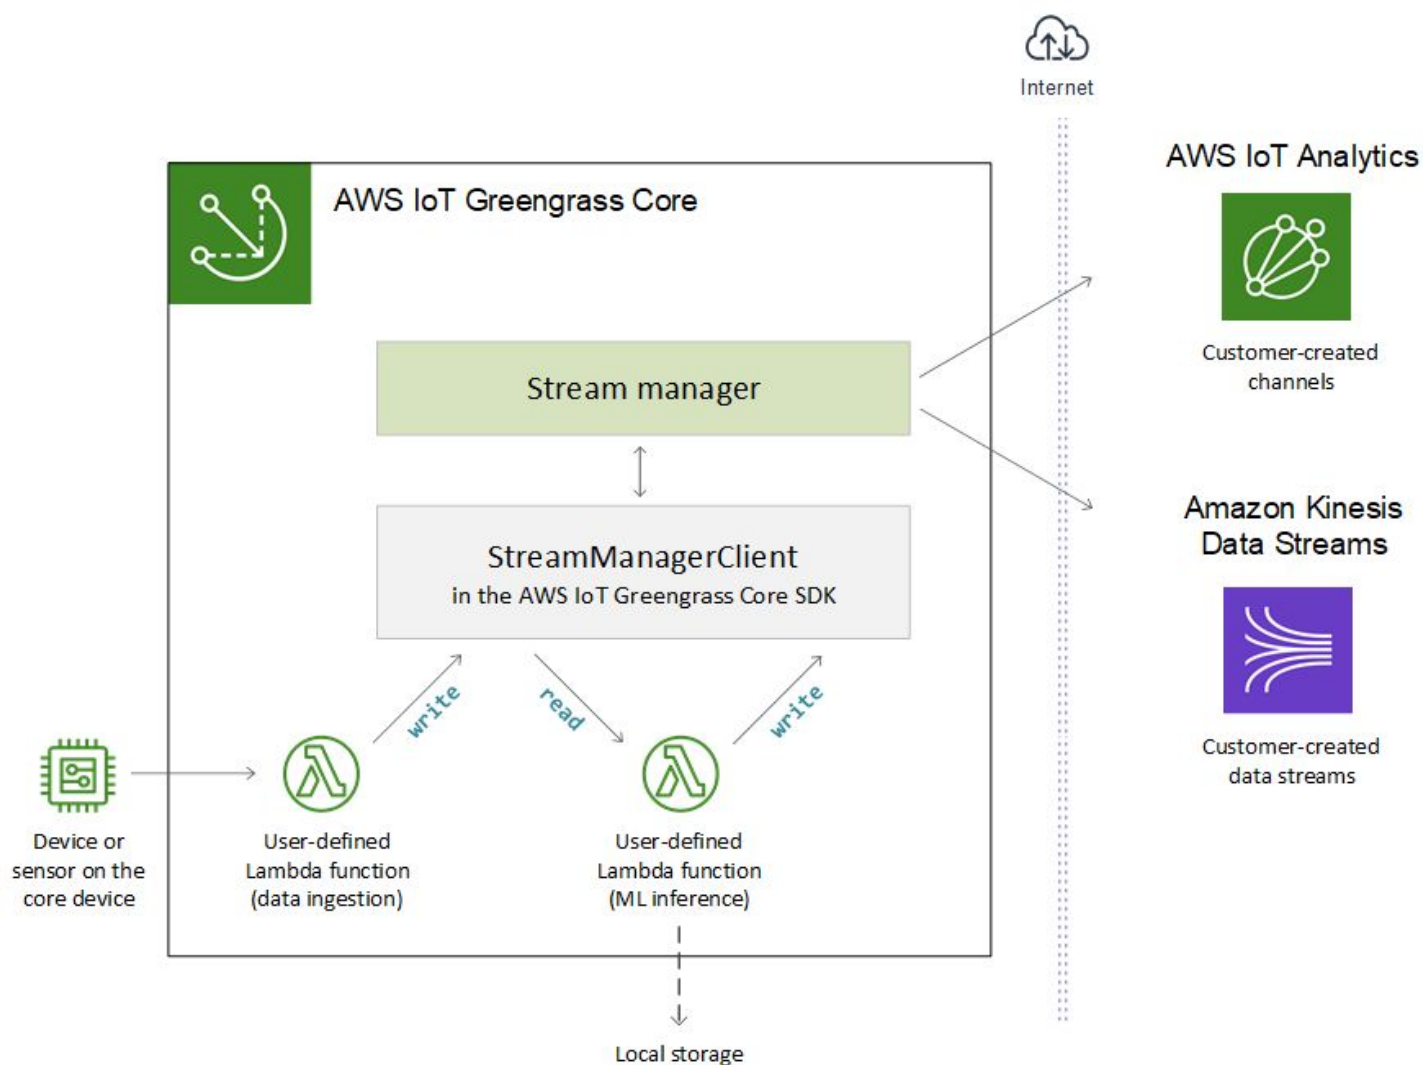 Internet
AWS IoT Analytics
Customer-created
channels
AWS IoT Greengrass Core
Stream manager
StreamManagerClient
in the AWS IoT Greengrass Core SDK
write
read
write
Amazon Kinesis
Data Streams
Customer-created
data streams
Device or
sensor on the
core device
User-defined
Lambda function
(data ingestion)
User-defined
Lambda function
(ML inference)
Local storage